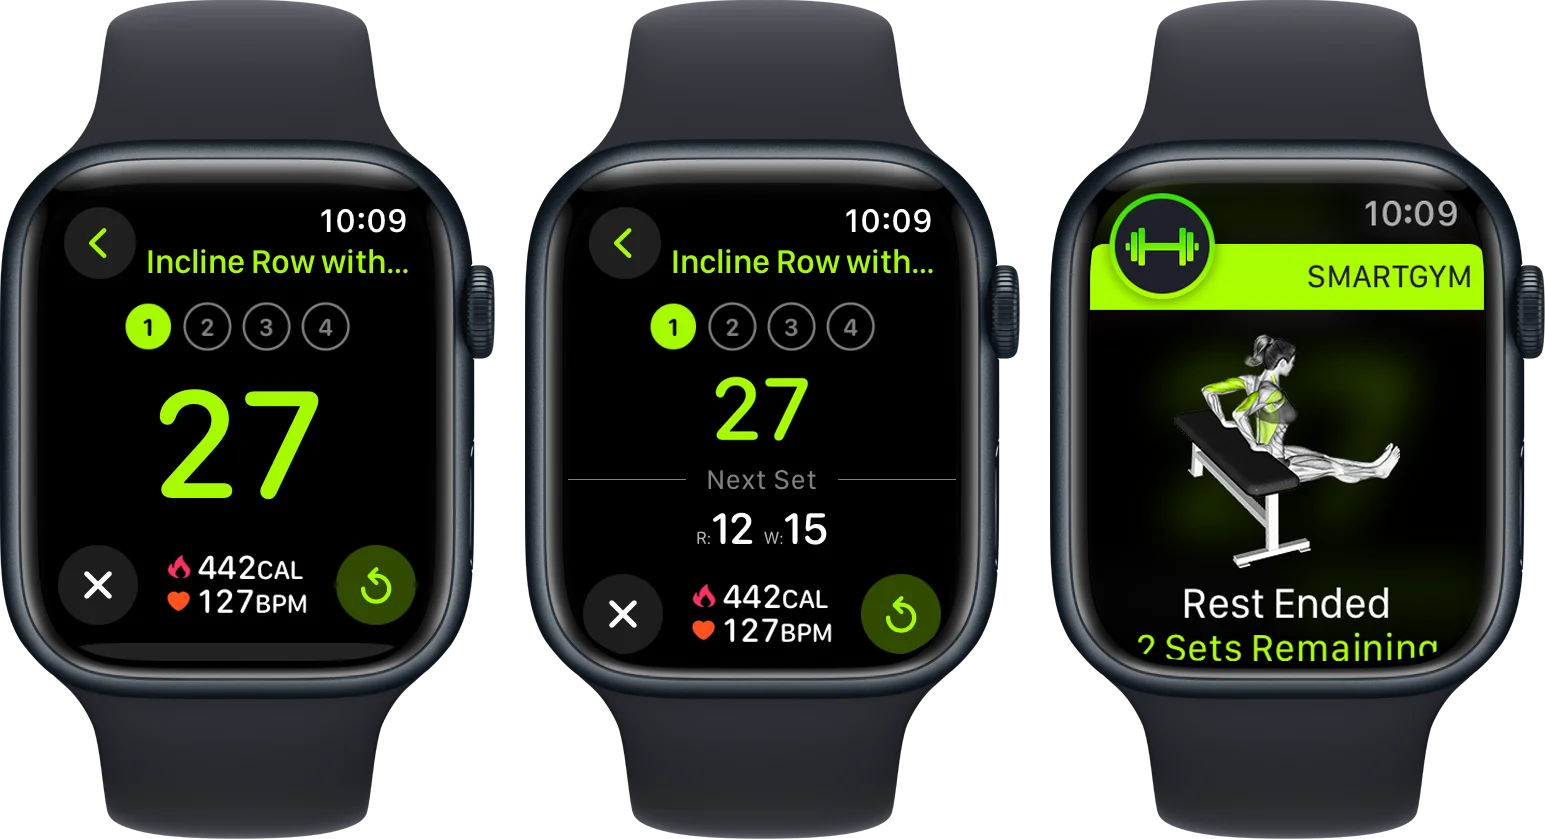 10:09
Incline Row with...
1 2 3 4
27
442CAL
127BPM
10:09
Incline Row with...
1 2 3 4
27
Next Set
R:12 W:15
442CAL
127BPM
10:09
SMARTGYM
Rest Ended
2 Sets Remaining